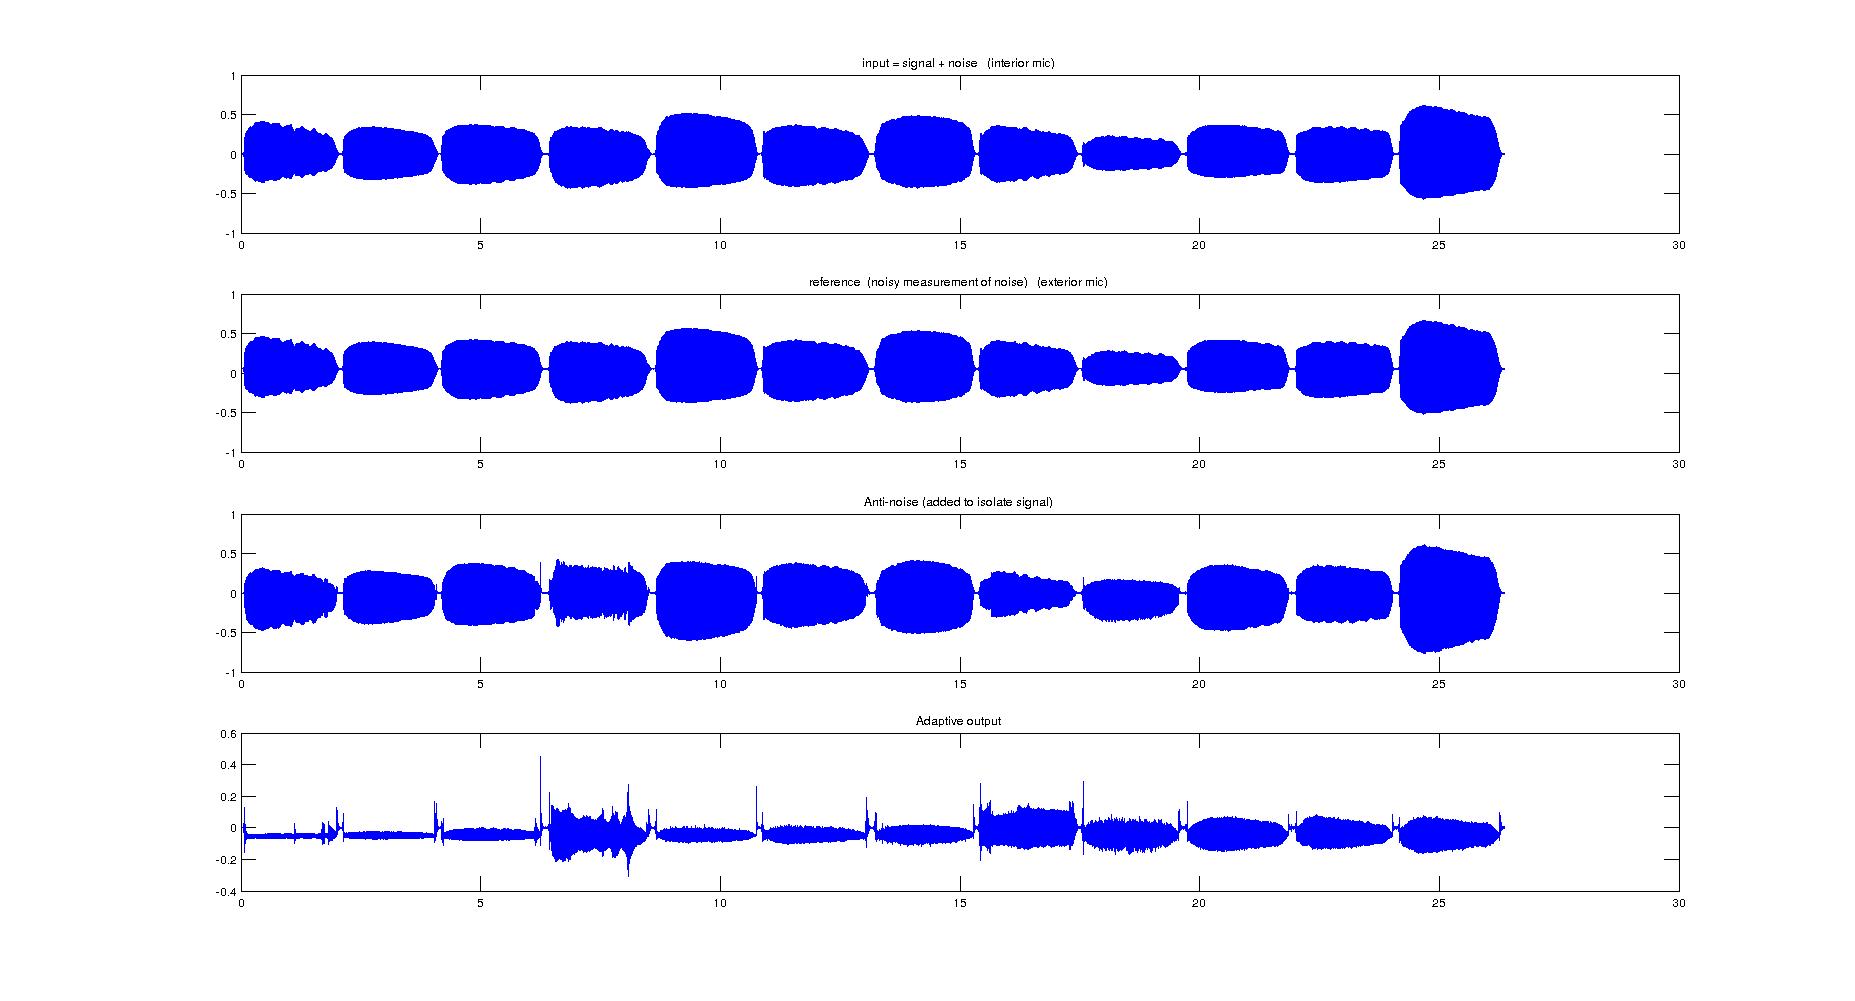 input = signal + noise   (interior mic)
1
0.5
0
-0.5
-1
0 5 10 15 20 25 30
reference  (noisy measurement of noise)   (exterior mic)
1
0.5
0
-0.5
-1
0 5 10 15 20 25 30
Anti-noise (added to isolate signal)
1
0.5
0
-0.5
-1
0 5 10 15 20 25 30
Adaptive output
0.6
0.4
0.2
0
-0.2
-0.4
0 5 10 15 20 25 30